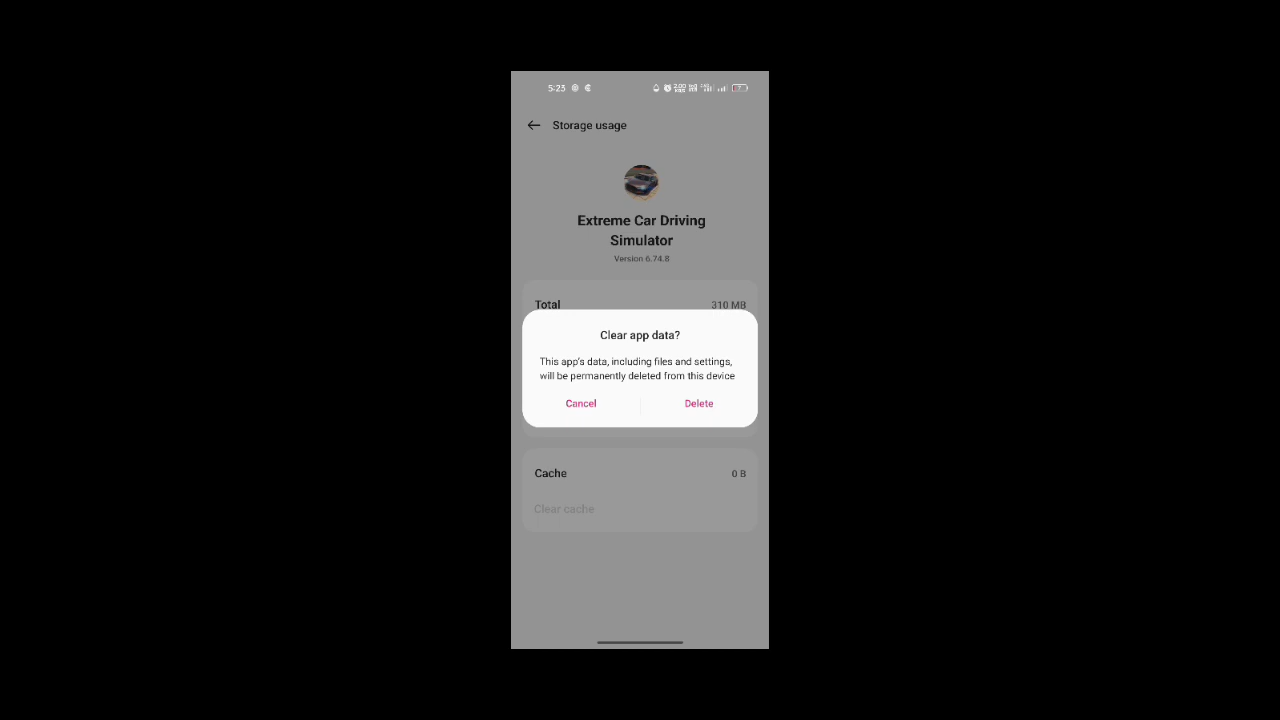 5:23
Storage usage
Extreme Car Driving
Simulator
Version 6.74.8
Total 310 MB
Clear app data?
This app's data, including files and settings,
will be permanently deleted from this device
Cancel Delete
Cache 0 B
Clear cache